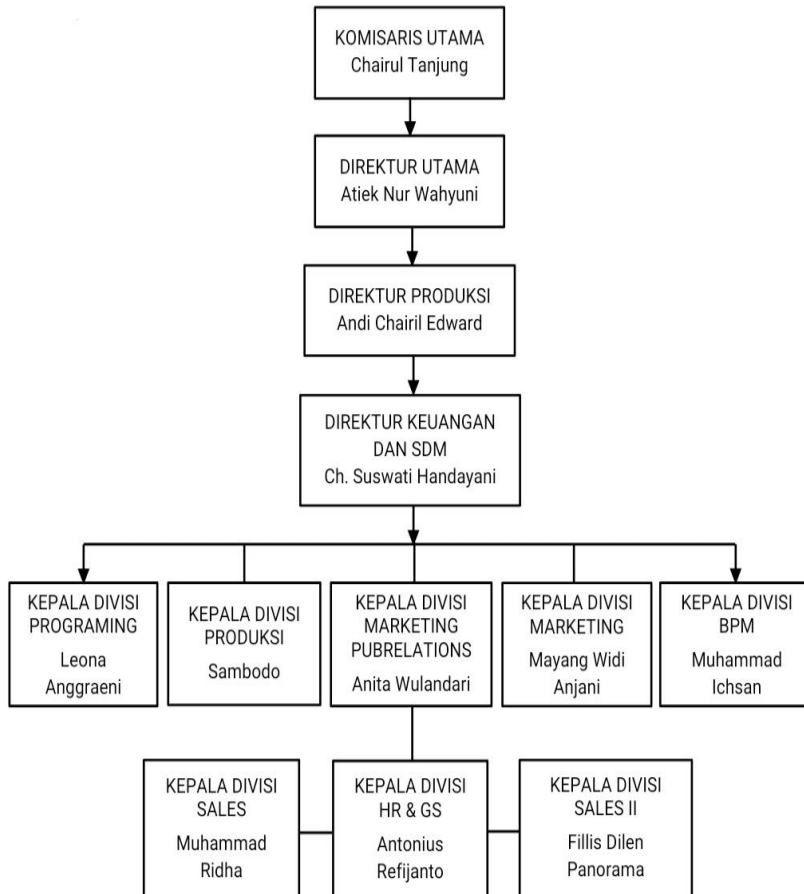 KOMISARIS UTAMA
Chairul Tanjung
DIREKTUR UTAMA
Atiek Nur Wahyuni
DIREKTUR PRODUKSI
Andi Chairil Edward
DIREKTUR KEUANGAN
DAN SDM
Ch. Suswati Handayani
KEPALA DIVISI
PROGRAMING
Leona
Anggraeni
KEPALA DIVISI
PRODUKSI
Sambodo
KEPALA DIVISI
MARKETING
PUBRELATIONS
Anita Wulandari
KEPALA DIVISI
MARKETING
Mayang Widi
Anjani
KEPALA DIVISI
BPM
Muhammad
Ichsan
KEPALA DIVISI
SALES
Muhammad
Ridha
KEPALA DIVISI
HR & GS
Antonius
Refijanto
KEPALA DIVISI
SALES II
Fillis Dilen
Panorama